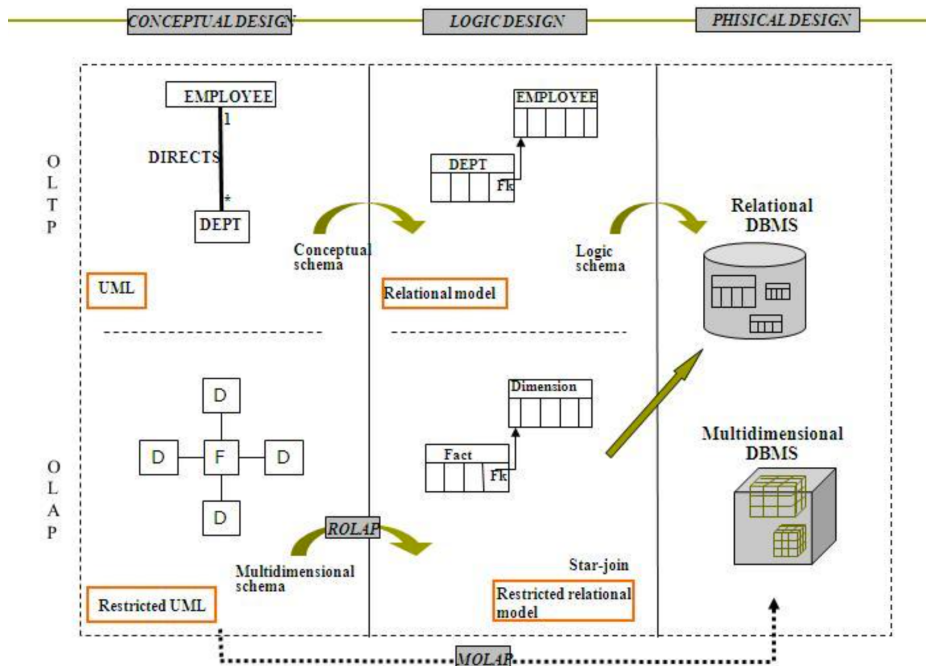 CONCEPTUAL DESIGN
LOGIC DESIGN
PHISICAL DESIGN
OLTP
EMPLOYEE
1
DIRECTS
*
DEPT
UML
Conceptual
schema
EMPLOYEE
DEPT
Fk
Relational model
Logic
schema
Relational
DBMS
OLAP
D
D
F
D
D
Restricted UML
Multidimensional
schema
ROLAP
Dimension
Fact
Fk
Star-join
Restricted relational
model
Multidimensional
DBMS
MOLAP